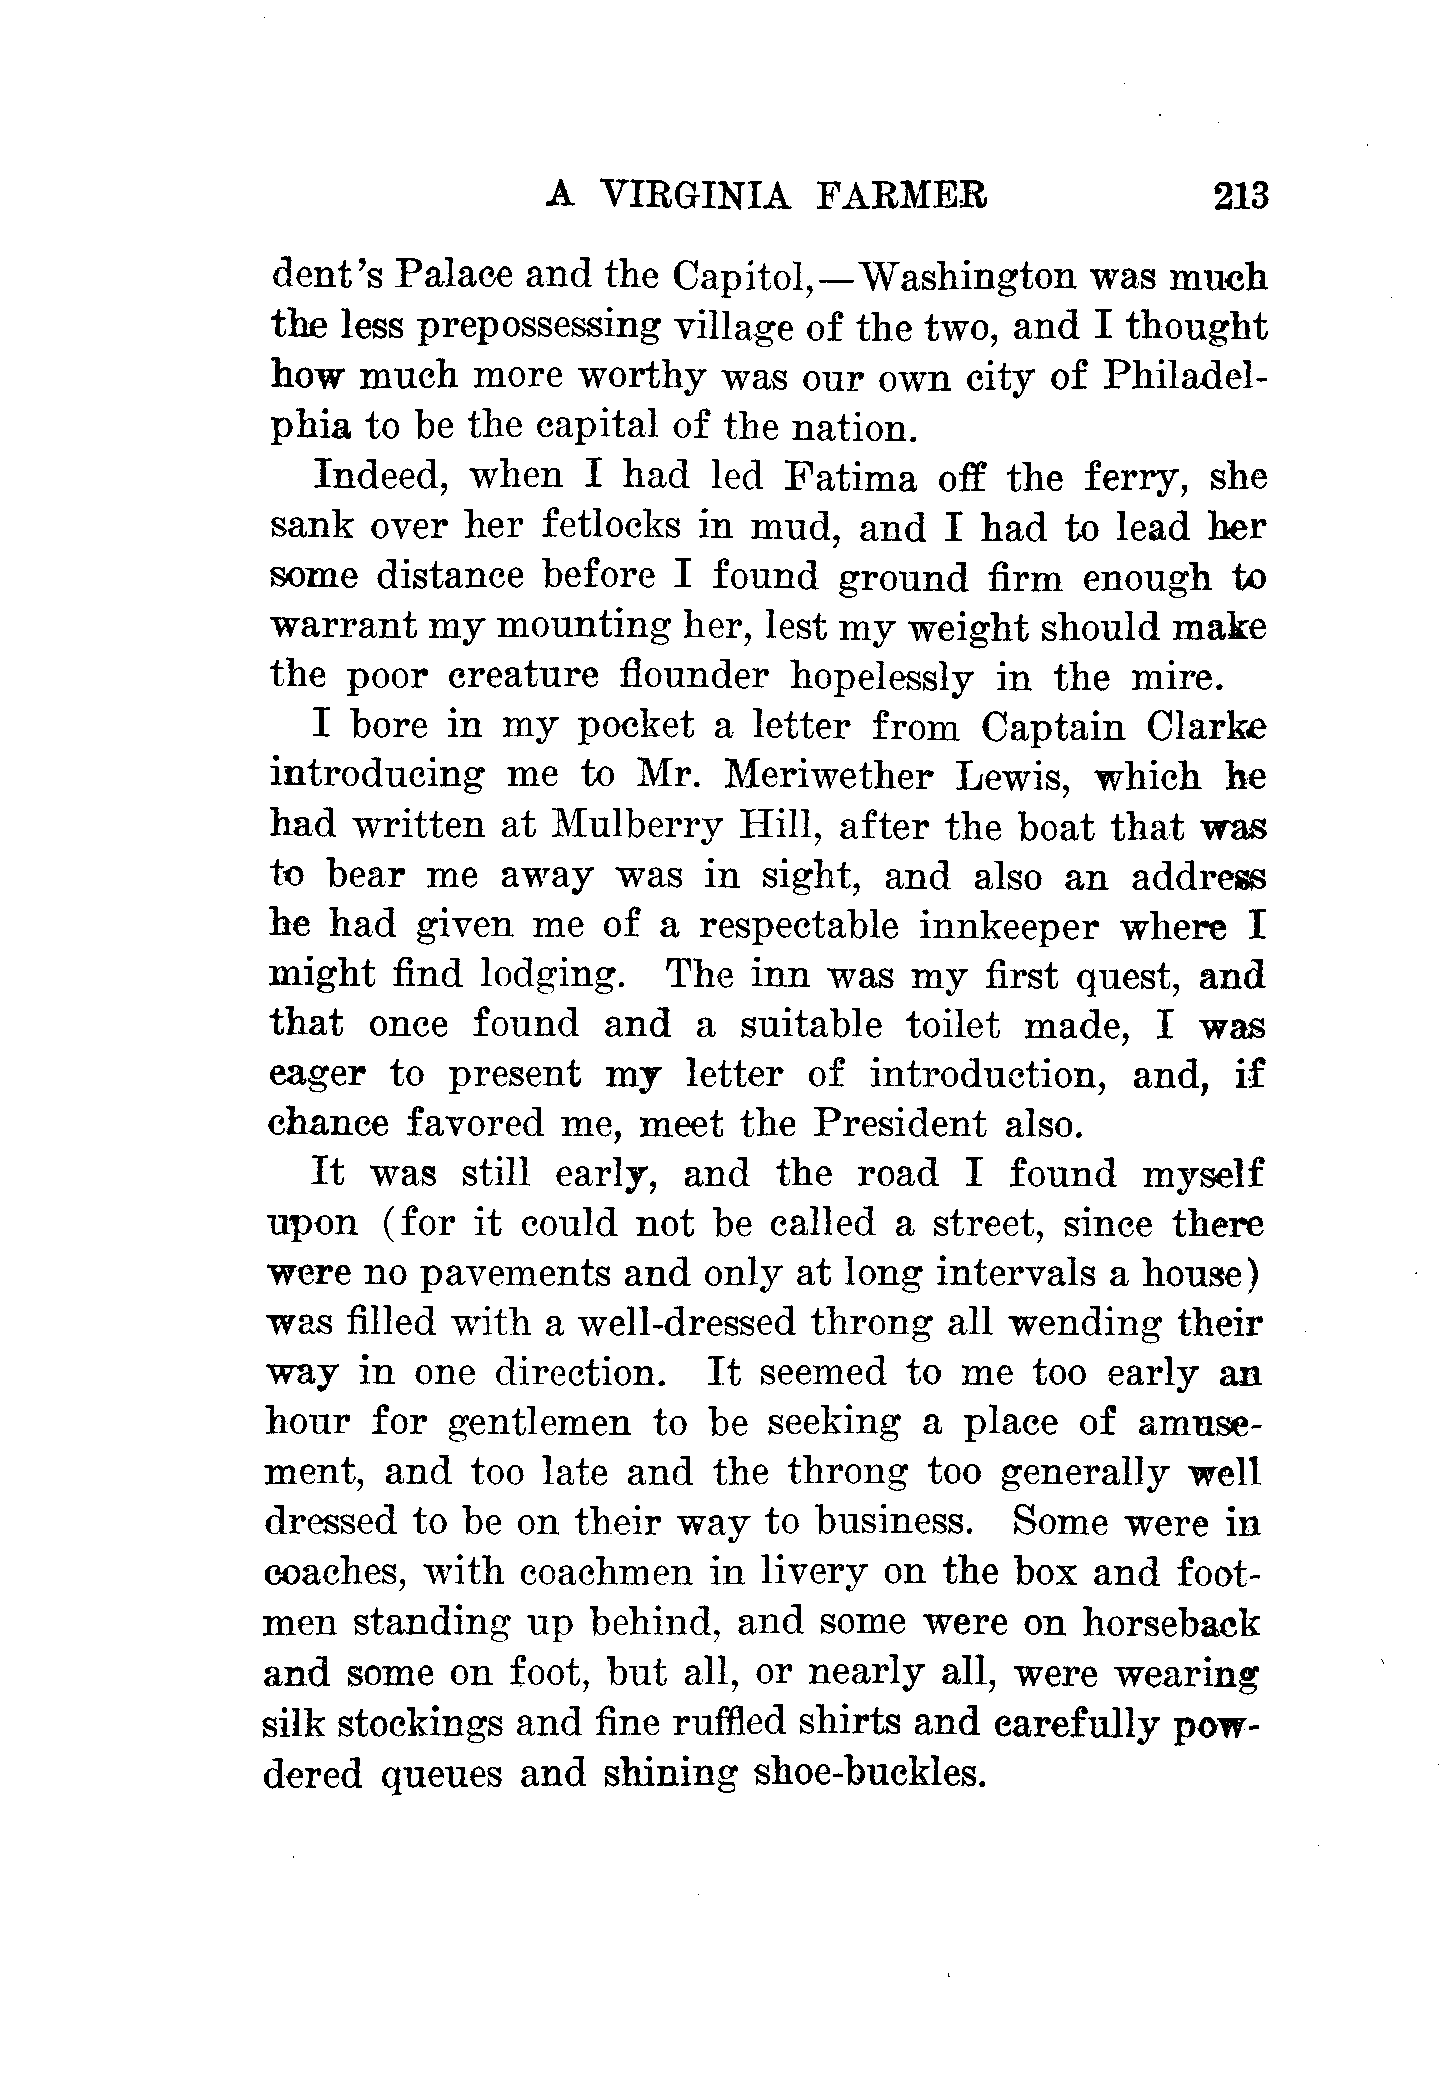 A VIRGINIA FARMER 213
dent's Palace and the Capitol,—Washington was much
the less prepossessing village of the two, and I thought
how much more worthy was our own city of Philadel-
phia to be the capital of the nation.
Indeed, when I had led Fatima off the ferry, she
sank over her fetlocks in mud, and I had to lead her
some distance before I found ground firm enough to
warrant my mounting her, lest my weight should make
the poor creature flounder hopelessly in the mire.
I bore in my pocket a letter from Captain Clarke
introducing me to Mr. Meriwether Lewis, which he
had written at Mulberry Hill, after the boat that was
to bear me away was in sight, and also an address
he had given me of a respectable innkeeper where I
might find lodging. The inn was my first quest, and
that once found and a suitable toilet made, I was
eager to present my letter of introduction, and, if
chance favored me, meet the President also.
It was still early, and the road I found myself
upon (for it could not be called a street, since there
were no pavements and only at long intervals a house)
was filled with a well-dressed throng all wending their
way in one direction. It seemed to me too early an
hour for gentlemen to be seeking a place of amuse-
ment, and too late and the throng too generally well
dressed to be on their way to business. Some were in
coaches, with coachmen in livery on the box and foot-
men standing up behind, and some were on horseback
and some on foot, but all, or nearly all, were wearing
silk stockings and fine ruffled shirts and carefully pow-
dered queues and shining shoe-buckles.